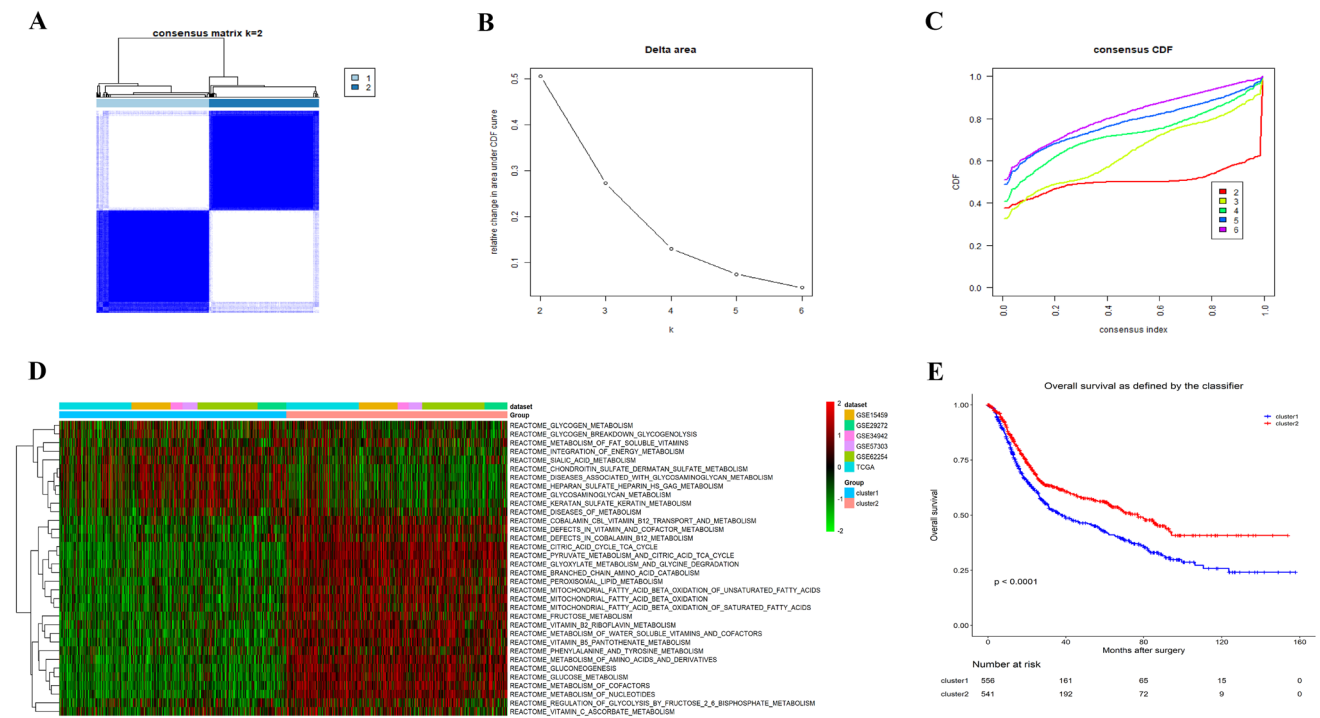 A
consensus matrix k=2
1
2
B
Delta area
relative change in area under CDF curve
0.5
0.4
0.3
0.2
0.1
2
3
4
5
6
k
C
consensus CDF
CDF
1.0
0.8
0.6
0.4
0.2
0.0
2
3
4
5
6
0.0
0.2
0.4
0.6
0.8
1.0
consensus index
D
dataset
Group
REACTOME_GLYCOGEN_METABOLISM
REACTOME_GLYCOGEN_BREAKDOWN_GLYCOGENOLYSIS
REACTOME_METABOLISM_OF_FAT_SOLUBLE_VITAMINS
REACTOME_INTEGRATION_OF_ENERGY_METABOLISM
REACTOME_SIALIC_ACID_METABOLISM
REACTOME_CHONDROITIN_SULFATE_DERMATAN_SULFATE_METABOLISM
REACTOME_DISEASES_ASSOCIATED_WITH_GLYCOSAMINOGLYCAN_METABOLISM
REACTOME_HEPARAN_SULFATE_HEPARIN_HS_GAG_METABOLISM
REACTOME_GLYCOSAMINOGLYCAN_METABOLISM
REACTOME_KERATAN_SULFATE_KERATIN_METABOLISM
REACTOME_DISEASES_OF_METABOLISM
REACTOME_COBALAMIN_CBL_VITAMIN_B12_TRANSPORT_AND_METABOLISM
REACTOME_DEFECTS_IN_VITAMIN_AND_COFACTOR_METABOLISM
REACTOME_DEFECTS_IN_COBALAMIN_B12_METABOLISM
REACTOME_CITRIC_ACID_CYCLE_TCA_CYCLE
REACTOME_PYRUVATE_METABOLISM_AND_CITRIC_ACID_TCA_CYCLE
REACTOME_GLYOXYLATE_METABOLISM_AND_GLYCINE_DEGRADATION
REACTOME_BRANCHED_CHAIN_AMINO_ACID_CATABOLISM
REACTOME_PEROXISOMAL_LIPID_METABOLISM
REACTOME_MITOCHONDRIAL_FATTY_ACID_BETA_OXIDATION_OF_UNSATURATED_FATTY_ACIDS
REACTOME_MITOCHONDRIAL_FATTY_ACID_BETA_OXIDATION
REACTOME_MITOCHONDRIAL_FATTY_ACID_BETA_OXIDATION_OF_SATURATED_FATTY_ACIDS
REACTOME_FRUCTOSE_METABOLISM
REACTOME_VITAMIN_B2_RIBOFLAVIN_METABOLISM
REACTOME_METABOLISM_OF_WATER_SOLUBLE_VITAMINS_AND_COFACTORS
REACTOME_VITAMIN_B5_PANTOTHENATE_METABOLISM
REACTOME_PHENYLALANINE_AND_TYROSINE_METABOLISM
REACTOME_METABOLISM_OF_AMINO_ACIDS_AND_DERIVATIVES
REACTOME_GLUCONEOGENESIS
REACTOME_GLUCOSE_METABOLISM
REACTOME_METABOLISM_OF_COFACTORS
REACTOME_METABOLISM_OF_NUCLEOTIDES
REACTOME_REGULATION_OF_GLYCOLYSIS_BY_FRUCTOSE_2_6_BISPHOSPHATE_METABOLISM
REACTOME_VITAMIN_C_ASCORBATE_METABOLISM
2
1
0
-1
-2
dataset
GSE15459
GSE29272
GSE34942
GSE57303
GSE62254
TCGA
Group
cluster1
cluster2
E
Overall survival as defined by the classifier
cluster1
cluster2
Overall survival
1.00
0.75
0.50
0.25
0.00
p < 0.0001
0
40
80
120
160
Months after surgery
Number at risk
cluster1 556 161 65 15 0
cluster2 541 192 72 9 0